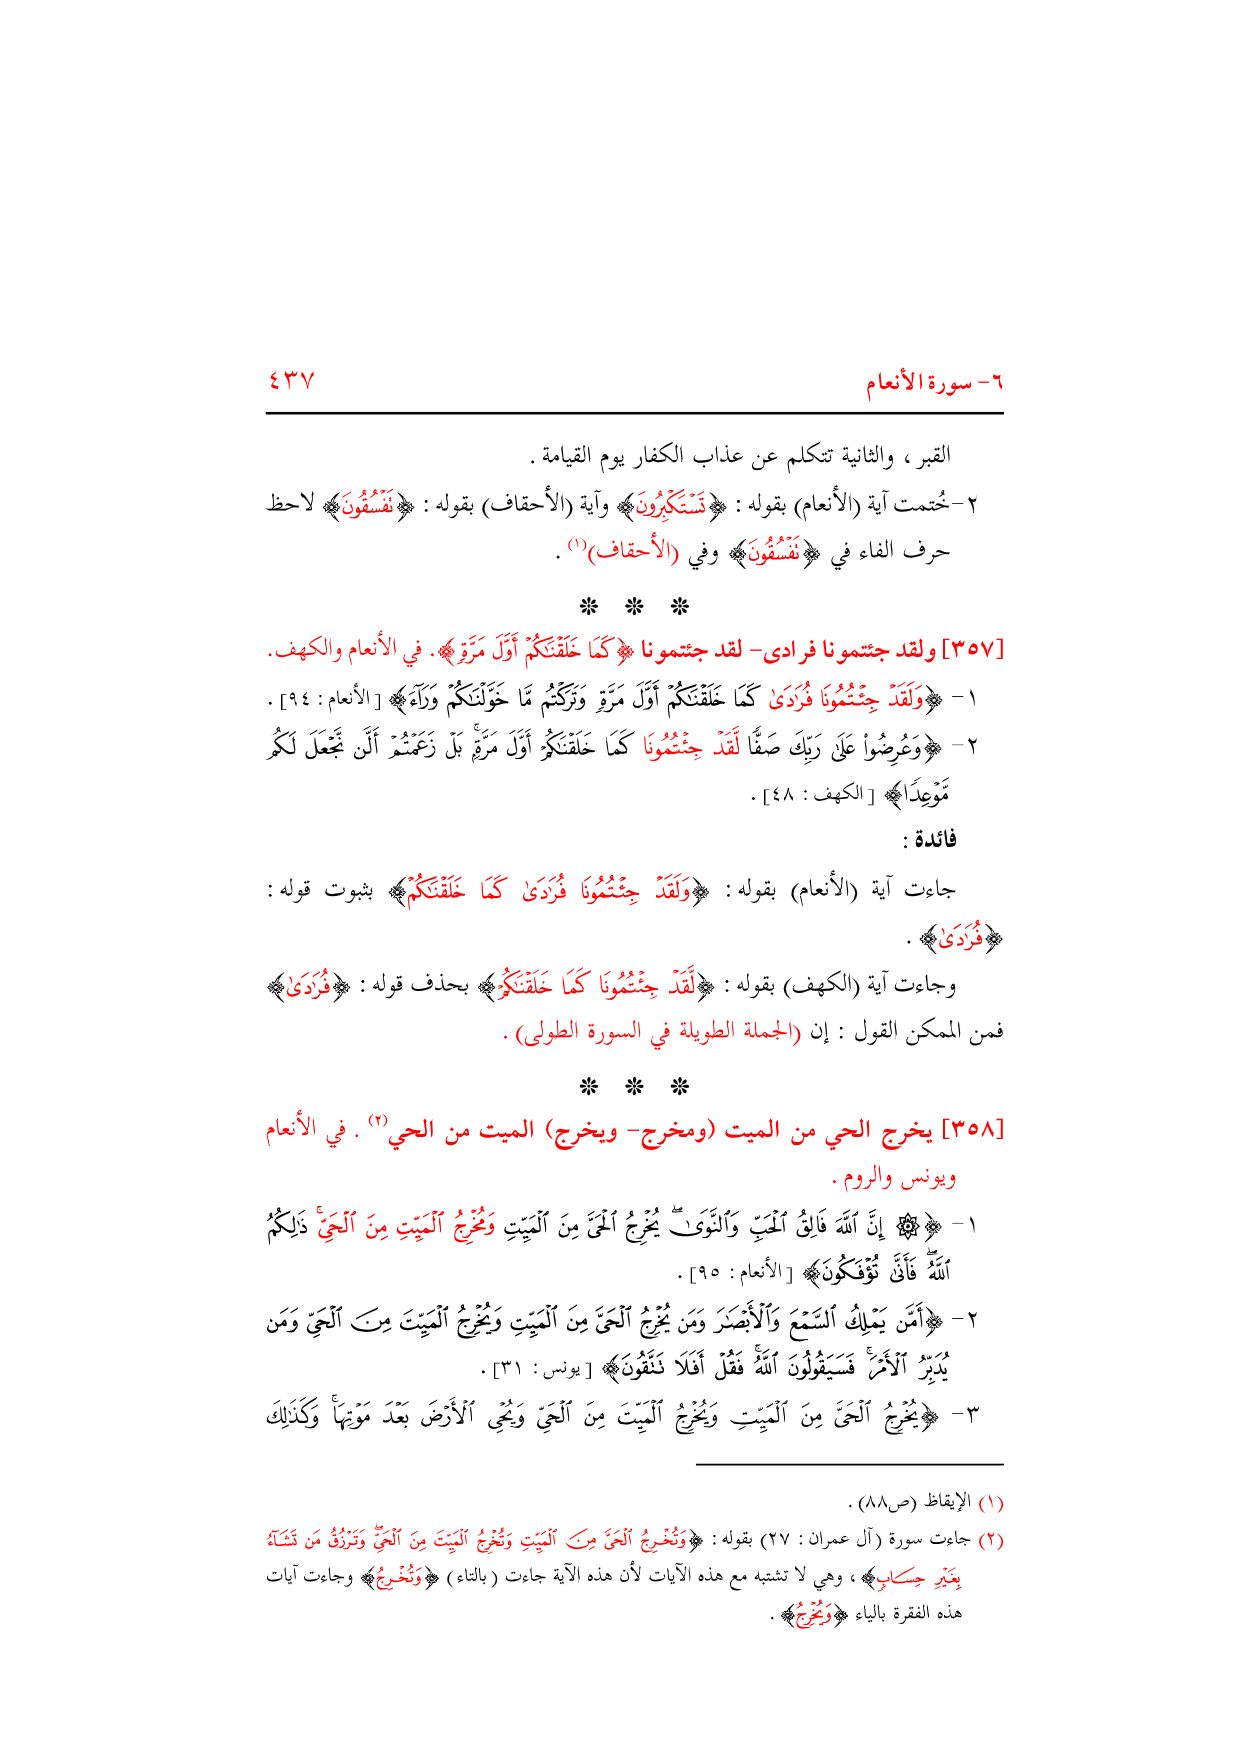 ٦- سورة الأنعام ٤٣٧
القبر ، والثانية تتكلم عن عذاب الكفار يوم القيامة .
٢- خُتمت آية (الأنعام) بقوله : ﴿تَسْتَكْبِرُونَ﴾ وآية (الأحقاف) بقوله : ﴿نَفْسُقُونَ﴾ لاحظ
حرف الفاء في ﴿نَفْسُقُونَ﴾ وفي (الأحقاف)(١) .
❊ ❊ ❊
[٣٥٧] ولقد جئتمونا فرادى- لقد جئتمونا ﴿كَمَا خَلَقْنَٰكُمْ أَوَّلَ مَرَّةٍ﴾. في الأنعام والكهف.
١- ﴿وَلَقَدْ جِئْتُمُونَا فُرَٰدَىٰ كَمَا خَلَقْنَٰكُمْ أَوَّلَ مَرَّةٍ وَتَرَكْتُم مَّا خَوَّلْنَٰكُمْ وَرَآءَ﴾ [الأنعام : ٩٤] .
٢- ﴿وَعُرِضُوا۟ عَلَىٰ رَبِّكَ صَفًّا لَّقَدْ جِئْتُمُونَا كَمَا خَلَقْنَٰكُمْ أَوَّلَ مَرَّةٍۭ ۚ بَلْ زَعَمْتُمْ أَلَّن نَّجْعَلَ لَكُم
مَّوْعِدًا﴾ [الكهف : ٤٨] .
فائدة :
جاءت آية (الأنعام) بقوله : ﴿وَلَقَدْ جِئْتُمُونَا فُرَٰدَىٰ كَمَا خَلَقْنَٰكُمْ﴾ بثبوت قوله :
﴿فُرَٰدَىٰ﴾ .
وجاءت آية (الكهف) بقوله : ﴿لَّقَدْ جِئْتُمُونَا كَمَا خَلَقْنَٰكُمْ﴾ بحذف قوله : ﴿فُرَٰدَىٰ﴾
فمن الممكن القول : إن (الجملة الطويلة في السورة الطولى) .
❊ ❊ ❊
[٣٥٨] يخرج الحي من الميت (ومخرج- ويخرج) الميت من الحي(٢) . في الأنعام
ويونس والروم .
١- ﴿۞ إِنَّ ٱللَّهَ فَالِقُ ٱلْحَبِّ وَٱلنَّوَىٰ ۖ يُخْرِجُ ٱلْحَىَّ مِنَ ٱلْمَيِّتِ وَمُخْرِجُ ٱلْمَيِّتِ مِنَ ٱلْحَىِّ ۚ ذَٰلِكُمُ
ٱللَّهُ ۖ فَأَنَّىٰ تُؤْفَكُونَ﴾ [الأنعام : ٩٥] .
٢- ﴿أَمَّن يَمْلِكُ ٱلسَّمْعَ وَٱلْأَبْصَٰرَ وَمَن يُخْرِجُ ٱلْحَىَّ مِنَ ٱلْمَيِّتِ وَيُخْرِجُ ٱلْمَيِّتَ مِنَ ٱلْحَىِّ وَمَن
يُدَبِّرُ ٱلْأَمْرَ ۚ فَسَيَقُولُونَ ٱللَّهُ ۚ فَقُلْ أَفَلَا نَتَّقُونَ﴾ [يونس : ٣١] .
٣- ﴿يُخْرِجُ ٱلْحَىَّ مِنَ ٱلْمَيِّتِ وَيُخْرِجُ ٱلْمَيِّتَ مِنَ ٱلْحَىِّ وَيُحْىِ ٱلْأَرْضَ بَعْدَ مَوْتِهَا ۚ وَكَذَٰلِكَ
(١) الإيقاظ (ص٨٨) .
(٢) جاءت سورة (آل عمران : ٢٧) بقوله : ﴿وَتُخْرِجُ ٱلْحَىَّ مِنَ ٱلْمَيِّتِ وَتُخْرِجُ ٱلْمَيِّتَ مِنَ ٱلْحَىِّ ۖ وَتَرْزُقُ مَن تَشَآءُ
بِغَيْرِ حِسَابٍ﴾ ، وهي لا تشتبه مع هذه الآيات لأن هذه الآية جاءت (بالتاء) ﴿وَتُخْرِجُ﴾ وجاءت آيات
هذه الفقرة بالياء ﴿وَيُخْرِجُ﴾ .